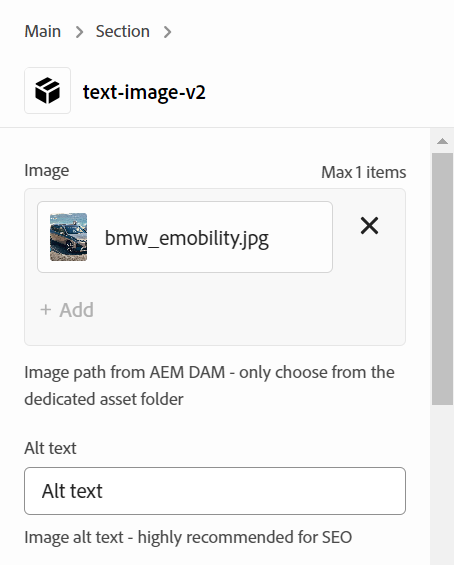 Main > Section >
text-image-v2
Image Max 1 items
bmw_emobility.jpg
+ Add
Image path from AEM DAM - only choose from the
dedicated asset folder
Alt text
Alt text
Image alt text - highly recommended for SEO